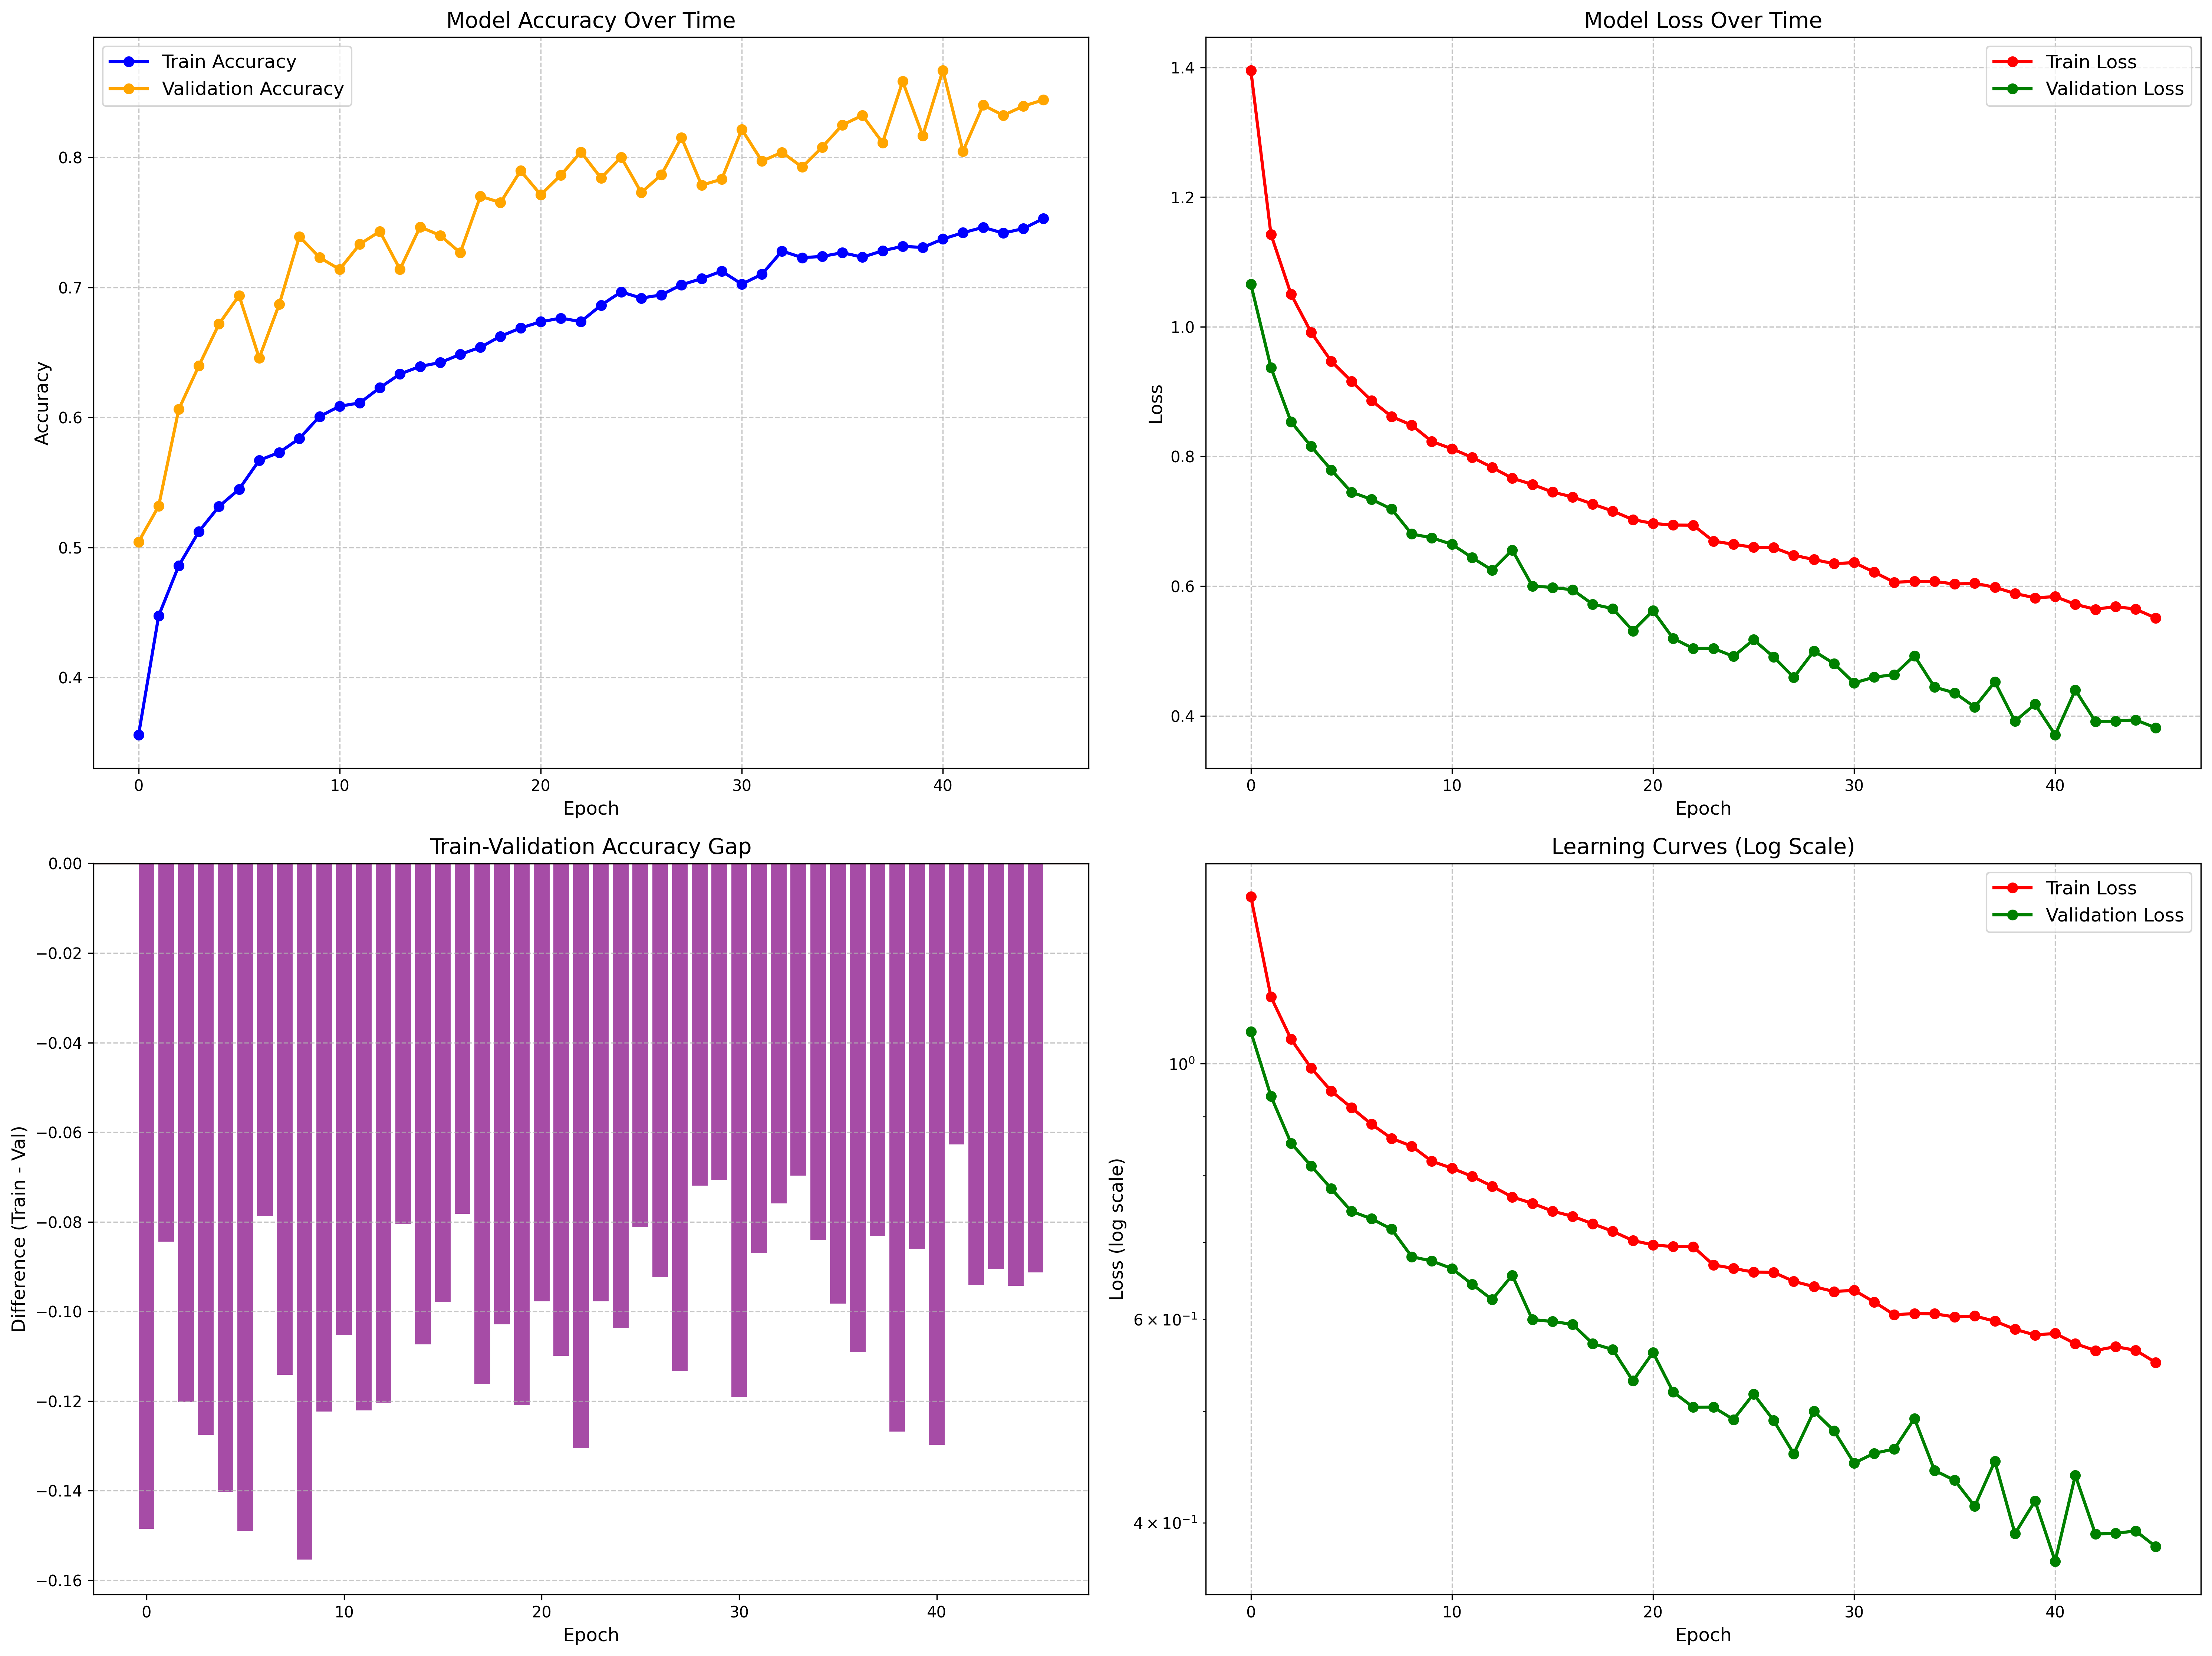 Model Accuracy Over Time
Train Accuracy
Validation Accuracy
Accuracy
0.8
0.7
0.6
0.5
0.4
0 10 20 30 40
Epoch
Model Loss Over Time
Train Loss
Validation Loss
Loss
1.4
1.2
1.0
0.8
0.6
0.4
0 10 20 30 40
Epoch
Train-Validation Accuracy Gap
Difference (Train - Val)
0.00
−0.02
−0.04
−0.06
−0.08
−0.10
−0.12
−0.14
−0.16
0 10 20 30 40
Epoch
Learning Curves (Log Scale)
Train Loss
Validation Loss
Loss (log scale)
10⁰
6 × 10⁻¹
4 × 10⁻¹
0 10 20 30 40
Epoch